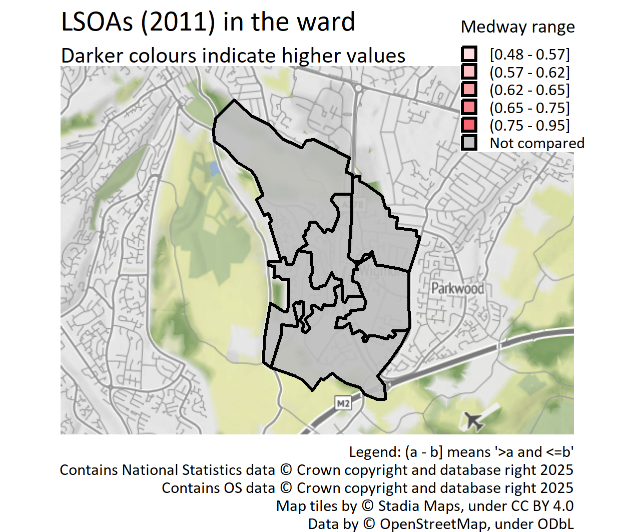 LSOAs (2011) in the ward
Darker colours indicate higher values
Medway range
[0.48 - 0.57]
(0.57 - 0.62]
(0.62 - 0.65]
(0.65 - 0.75]
(0.75 - 0.95]
Not compared
Parkwood
M2
Legend: (a - b] means '>a and <=b'
Contains National Statistics data © Crown copyright and database right 2025
Contains OS data © Crown copyright and database right 2025
Map tiles by © Stadia Maps, under CC BY 4.0
Data by © OpenStreetMap, under ODbL